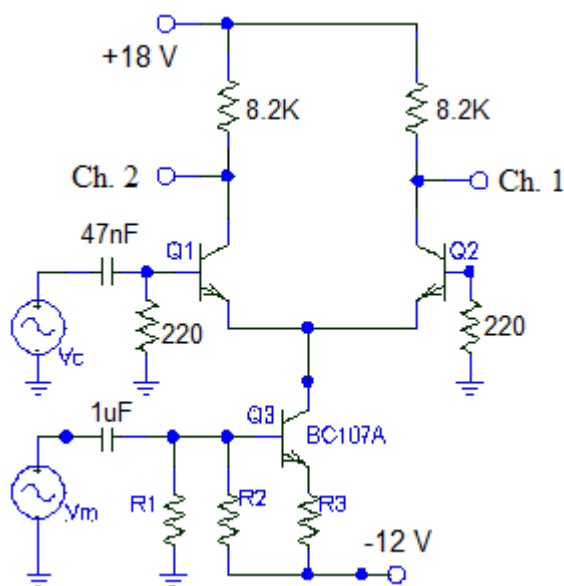 +18 V
8.2K
8.2K
Ch. 2
Ch. 1
47nF
Q1
Q2
220
220
Vc
1uF
Q3
BC107A
R1
R2
R3
Vm
-12 V